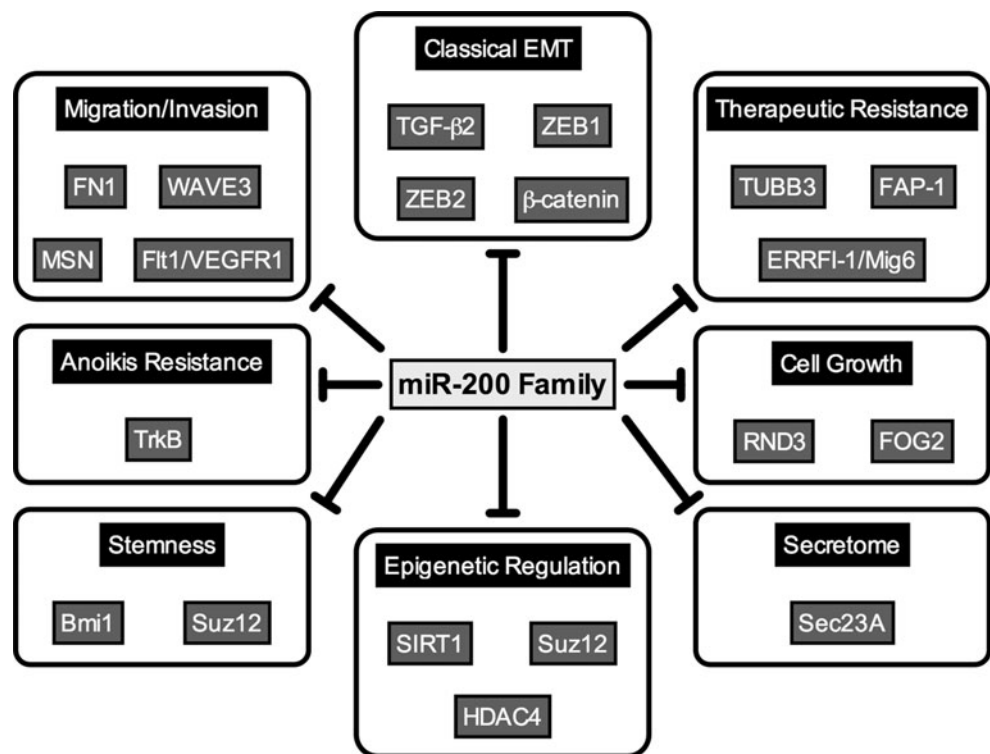 Classical EMT
TGF-β2
ZEB1
ZEB2
β-catenin
Migration/Invasion
FN1
WAVE3
MSN
Flt1/VEGFR1
Therapeutic Resistance
TUBB3
FAP-1
ERRFI-1/Mig6
Anoikis Resistance
TrkB
miR-200 Family
Cell Growth
RND3
FOG2
Stemness
Bmi1
Suz12
Epigenetic Regulation
SIRT1
Suz12
HDAC4
Secretome
Sec23A